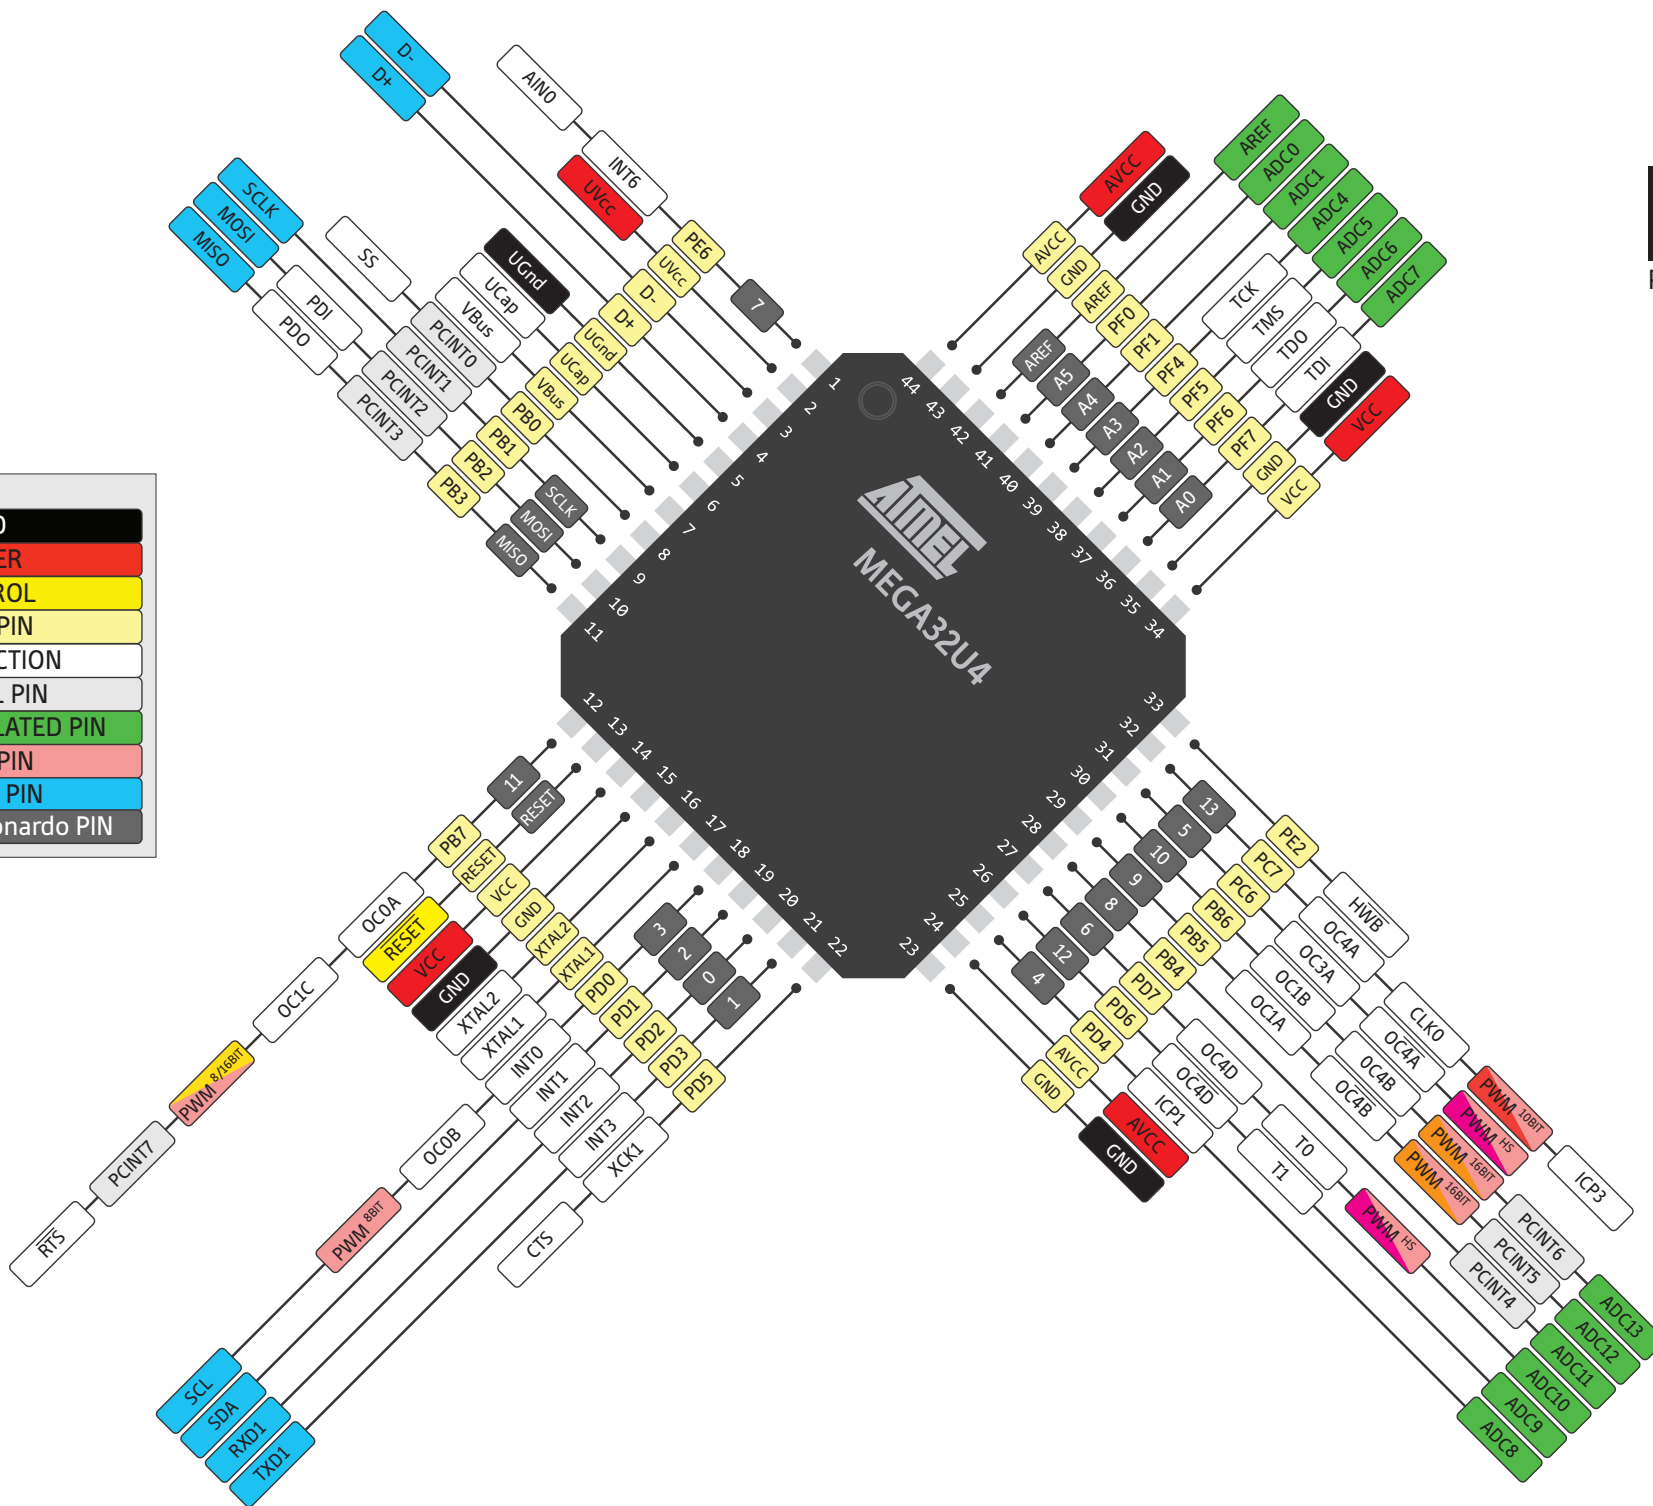 D-
D+
AIN0
INT6
UVcc
PE6
UVcc
D-
D+
UGnd
UCap
VBus
PB0
PB1
PB2
PB3
7
UGnd
UCap
VBus
SS
SCLK
MOSI
MISO
PDI
PDO
PCINT0
PCINT1
PCINT2
PCINT3
SCLK
MOSI
MISO
AVCC
GND
AREF
ADC0
ADC1
ADC4
ADC5
ADC6
ADC7
TCK
TMS
TDO
TDI
GND
VCC
AVCC
GND
AREF
PF0
PF1
PF4
PF5
PF6
PF7
GND
VCC
AREF
A5
A4
A3
A2
A1
A0
1
2
3
4
5
6
7
8
9
10
11
44
43
42
41
40
39
38
37
36
35
34
ATMEL
MEGA32U4
12
13
14
15
16
17
18
19
20
21
22
33
32
31
30
29
28
27
26
25
24
23
PIN
PIN
LATED PIN
PIN
PIN
onardo PIN
11
RESET
PB7
RESET
VCC
GND
XTAL2
XTAL1
PD0
PD1
PD2
PD3
PD5
3
2
0
1
OC0A
RESET
VCC
GND
XTAL2
XTAL1
INT0
INT1
INT2
INT3
XCK1
OC1C
PWM 8/16BIT
PCINT7
RTS
OC0B
PWM 8BIT
CTS
SCL
SDA
RXD1
TXD1
13
5
10
9
8
6
12
4
PE2
PC7
PC6
PB6
PB5
PB4
PD7
PD6
PD4
AVCC
GND
HWB
OC4A
OC3A
OC1B
OC1A
OC4D
OC4D
ICP1
AVCC
GND
CLK0
OC4A
OC4B
OC4B
T0
T1
PWM 10BIT
PWM HS
PWM 16BIT
PWM 16BIT
PWM HS
ICP3
PCINT6
PCINT5
PCINT4
ADC13
ADC12
ADC11
ADC10
ADC9
ADC8